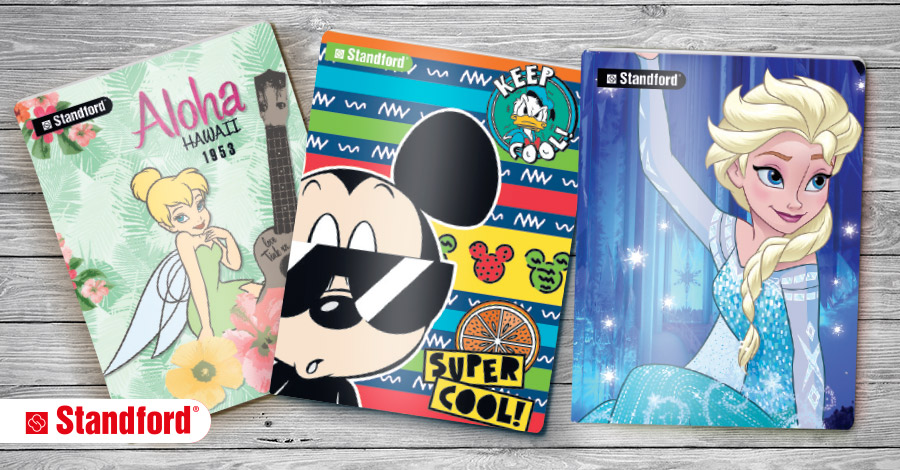 Standford
Aloha
HAWAII
1953
Standford
KEEP
COOL!
SUPER
COOL!
Standford
Standford®